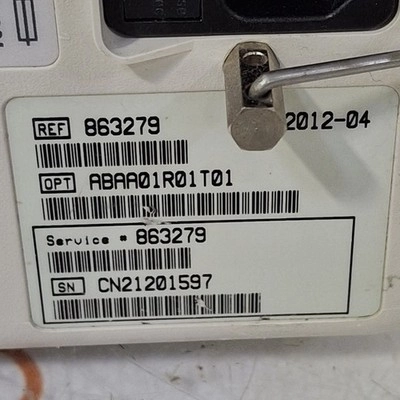 REF 863279 2012-04
OPT ABAA01R01T01
Service # 863279
SN CN21201597